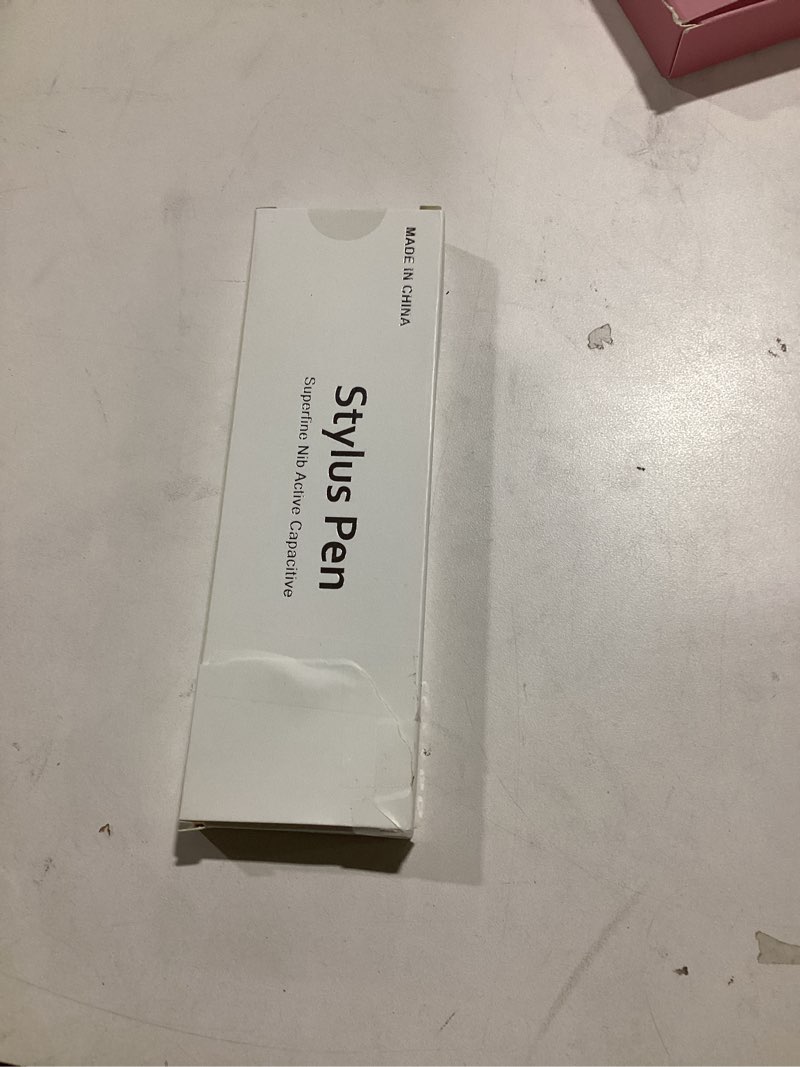 MADE IN CHINA
Stylus Pen
Superfine Nib Active Capacitive